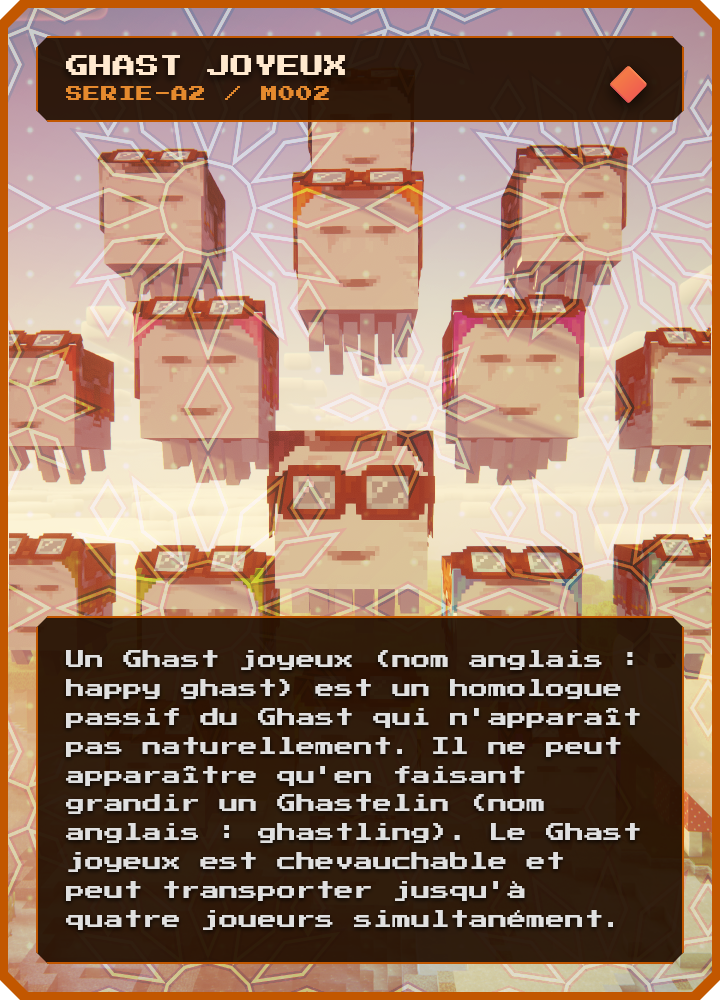 GHAST JOYEUX
SERIE-A2 / M002
Un Ghast joyeux (nom anglais :
happy ghast) est un homologue
passif du Ghast qui n'apparaît
pas naturellement. Il ne peut
apparaître qu'en faisant
grandir un Ghastelin (nom
anglais : ghastling). Le Ghast
joyeux est chevauchable et
peut transporter jusqu'à
quatre joueurs simultanément.